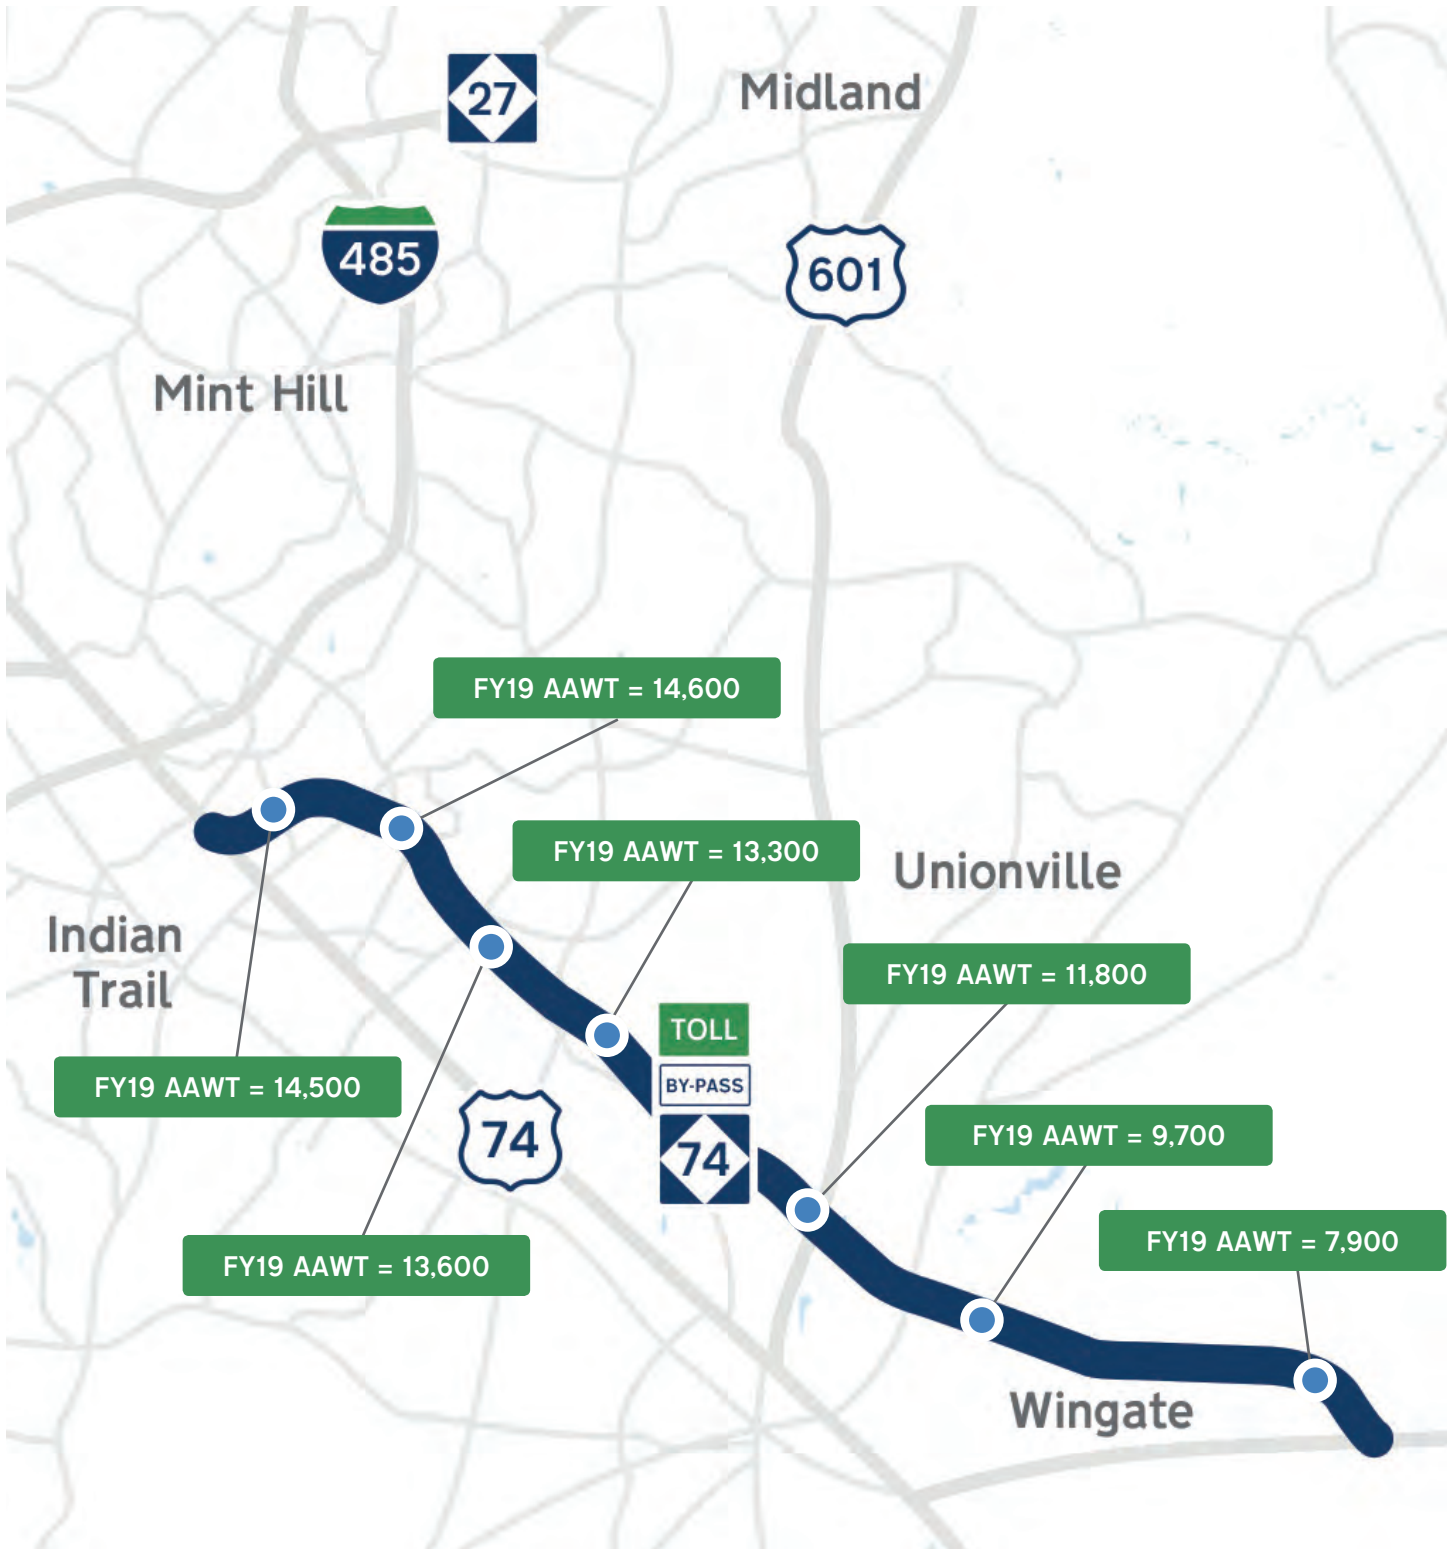 27
Midland
485
601
Mint Hill
FY19 AAWT = 14,600
FY19 AAWT = 13,300
Unionville
Indian
Trail
FY19 AAWT = 11,800
TOLL
BY-PASS
74
FY19 AAWT = 14,500
74
FY19 AAWT = 9,700
FY19 AAWT = 7,900
FY19 AAWT = 13,600
Wingate